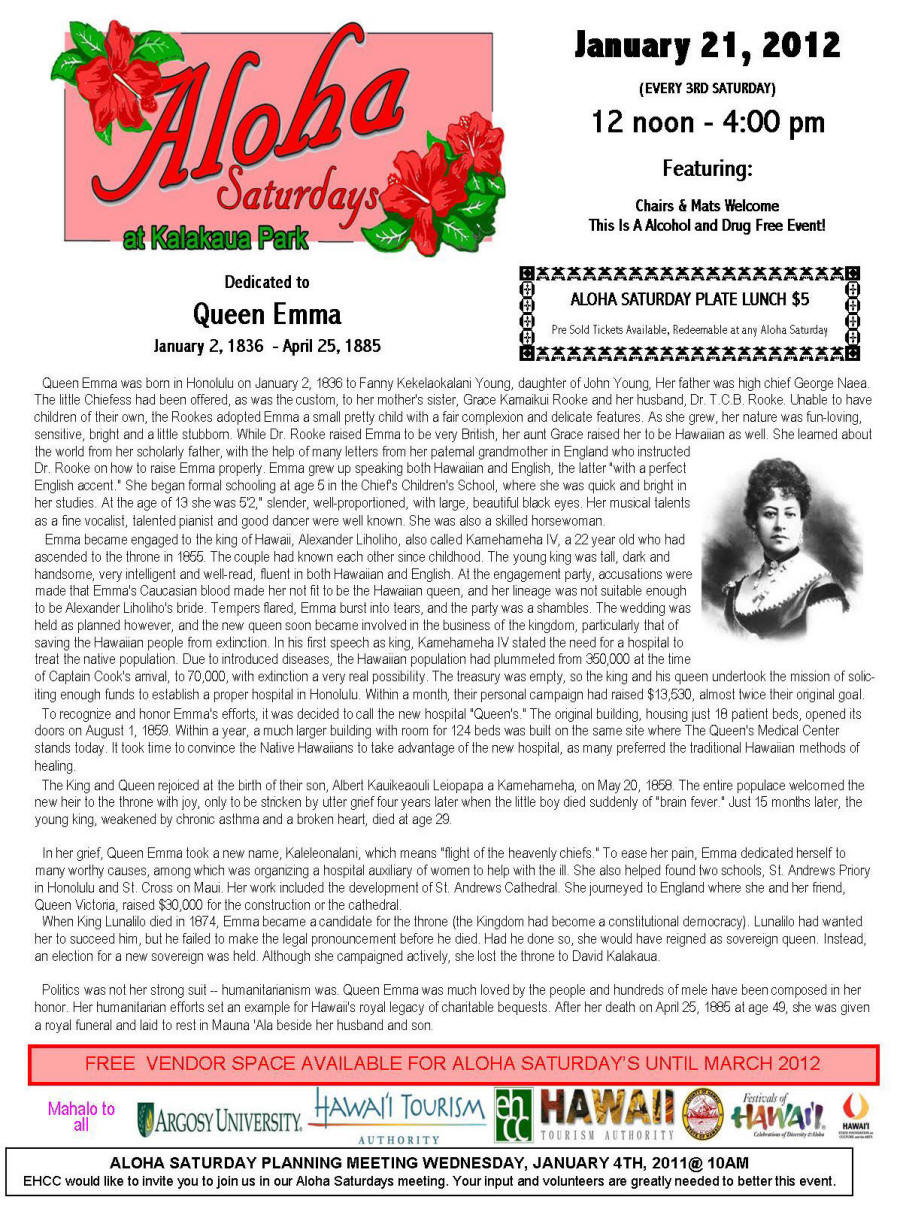 Aloha
Saturdays
at Kalakaua Park
January 21, 2012
(EVERY 3RD SATURDAY)
12 noon - 4:00 pm
Featuring:
Chairs & Mats Welcome
This Is A Alcohol and Drug Free Event!
Dedicated to
Queen Emma
January 2, 1836 - April 25, 1885
ALOHA SATURDAY PLATE LUNCH $5
Pre Sold Tickets Available, Redeemable at any Aloha Saturday
Queen Emma was born in Honolulu on January 2, 1836 to Fanny Kekelaokalani Young, daughter of John Young, Her father was high chief George Naea.
The little Chiefess had been offered, as was the custom, to her mother's sister, Grace Kamaikui Rooke and her husband, Dr. T.C.B. Rooke. Unable to have
children of their own, the Rookes adopted Emma a small pretty child with a fair complexion and delicate features. As she grew, her nature was fun-loving,
sensitive, bright and a little stubborn. While Dr. Rooke raised Emma to be very British, her aunt Grace raised her to be Hawaiian as well. She learned about
the world from her scholarly father, with the help of many letters from her paternal grandmother in England who instructed
Dr. Rooke on how to raise Emma properly. Emma grew up speaking both Hawaiian and English, the latter "with a perfect
English accent." She began formal schooling at age 5 in the Chief's Children's School, where she was quick and bright in
her studies. At the age of 13 she was 5'2," slender, well-proportioned, with large, beautiful black eyes. Her musical talents
as a fine vocalist, talented pianist and good dancer were well known. She was also a skilled horsewoman.
Emma became engaged to the king of Hawaii, Alexander Liholiho, also called Kamehameha IV, a 22 year old who had
ascended to the throne in 1855. The couple had known each other since childhood. The young king was tall, dark and
handsome, very intelligent and well-read, fluent in both Hawaiian and English. At the engagement party, accusations were
made that Emma's Caucasian blood made her not fit to be the Hawaiian queen, and her lineage was not suitable enough
to be Alexander Liholiho's bride. Tempers flared, Emma burst into tears, and the party was a shambles. The wedding was
held as planned however, and the new queen soon became involved in the business of the kingdom, particularly that of
saving the Hawaiian people from extinction. In his first speech as king, Kamehameha IV stated the need for a hospital to
treat the native population. Due to introduced diseases, the Hawaiian population had plummeted from 350,000 at the time
of Captain Cook's arrival, to 70,000, with extinction a very real possibility. The treasury was empty, so the king and his queen undertook the mission of solic-
iting enough funds to establish a proper hospital in Honolulu. Within a month, their personal campaign had raised $13,530, almost twice their original goal.
To recognize and honor Emma's efforts, it was decided to call the new hospital "Queen's." The original building, housing just 18 patient beds, opened its
doors on August 1, 1859. Within a year, a much larger building with room for 124 beds was built on the same site where The Queen's Medical Center
stands today. It took time to convince the Native Hawaiians to take advantage of the new hospital, as many preferred the traditional Hawaiian methods of
healing.
The King and Queen rejoiced at the birth of their son, Albert Kauikeaouli Leiopapa a Kamehameha, on May 20, 1858. The entire populace welcomed the
new heir to the throne with joy, only to be stricken by utter grief four years later when the little boy died suddenly of "brain fever." Just 15 months later, the
young king, weakened by chronic asthma and a broken heart, died at age 29.
In her grief, Queen Emma took a new name, Kaleleonalani, which means "flight of the heavenly chiefs." To ease her pain, Emma dedicated herself to
many worthy causes, among which was organizing a hospital auxiliary of women to help with the ill. She also helped found two schools, St. Andrews Priory
in Honolulu and St. Cross on Maui. Her work included the development of St. Andrews Cathedral. She journeyed to England where she and her friend,
Queen Victoria, raised $30,000 for the construction or the cathedral.
When King Lunalilo died in 1874, Emma became a candidate for the throne (the Kingdom had become a constitutional democracy). Lunalilo had wanted
her to succeed him, but he failed to make the legal pronouncement before he died. Had he done so, she would have reigned as sovereign queen. Instead,
an election for a new sovereign was held. Although she campaigned actively, she lost the throne to David Kalakaua.
Politics was not her strong suit -- humanitarianism was. Queen Emma was much loved by the people and hundreds of mele have been composed in her
honor. Her humanitarian efforts set an example for Hawaii's royal legacy of charitable bequests. After her death on April 25, 1885 at age 49, she was given
a royal funeral and laid to rest in Mauna 'Ala beside her husband and son.
FREE VENDOR SPACE AVAILABLE FOR ALOHA SATURDAY'S UNTIL MARCH 2012
Mahalo to
all
ARGOSY UNIVERSITY.
HAWAI'I TOURISM
AUTHORITY
ehcc
HAWAII
TOURISM AUTHORITY
Festivals of
HAWAI'I
Celebrations of Diversity & Aloha
HAWAI'I
ALOHA SATURDAY PLANNING MEETING WEDNESDAY, JANUARY 4TH, 2011@ 10AM
EHCC would like to invite you to join us in our Aloha Saturdays meeting. Your input and volunteers are greatly needed to better this event.